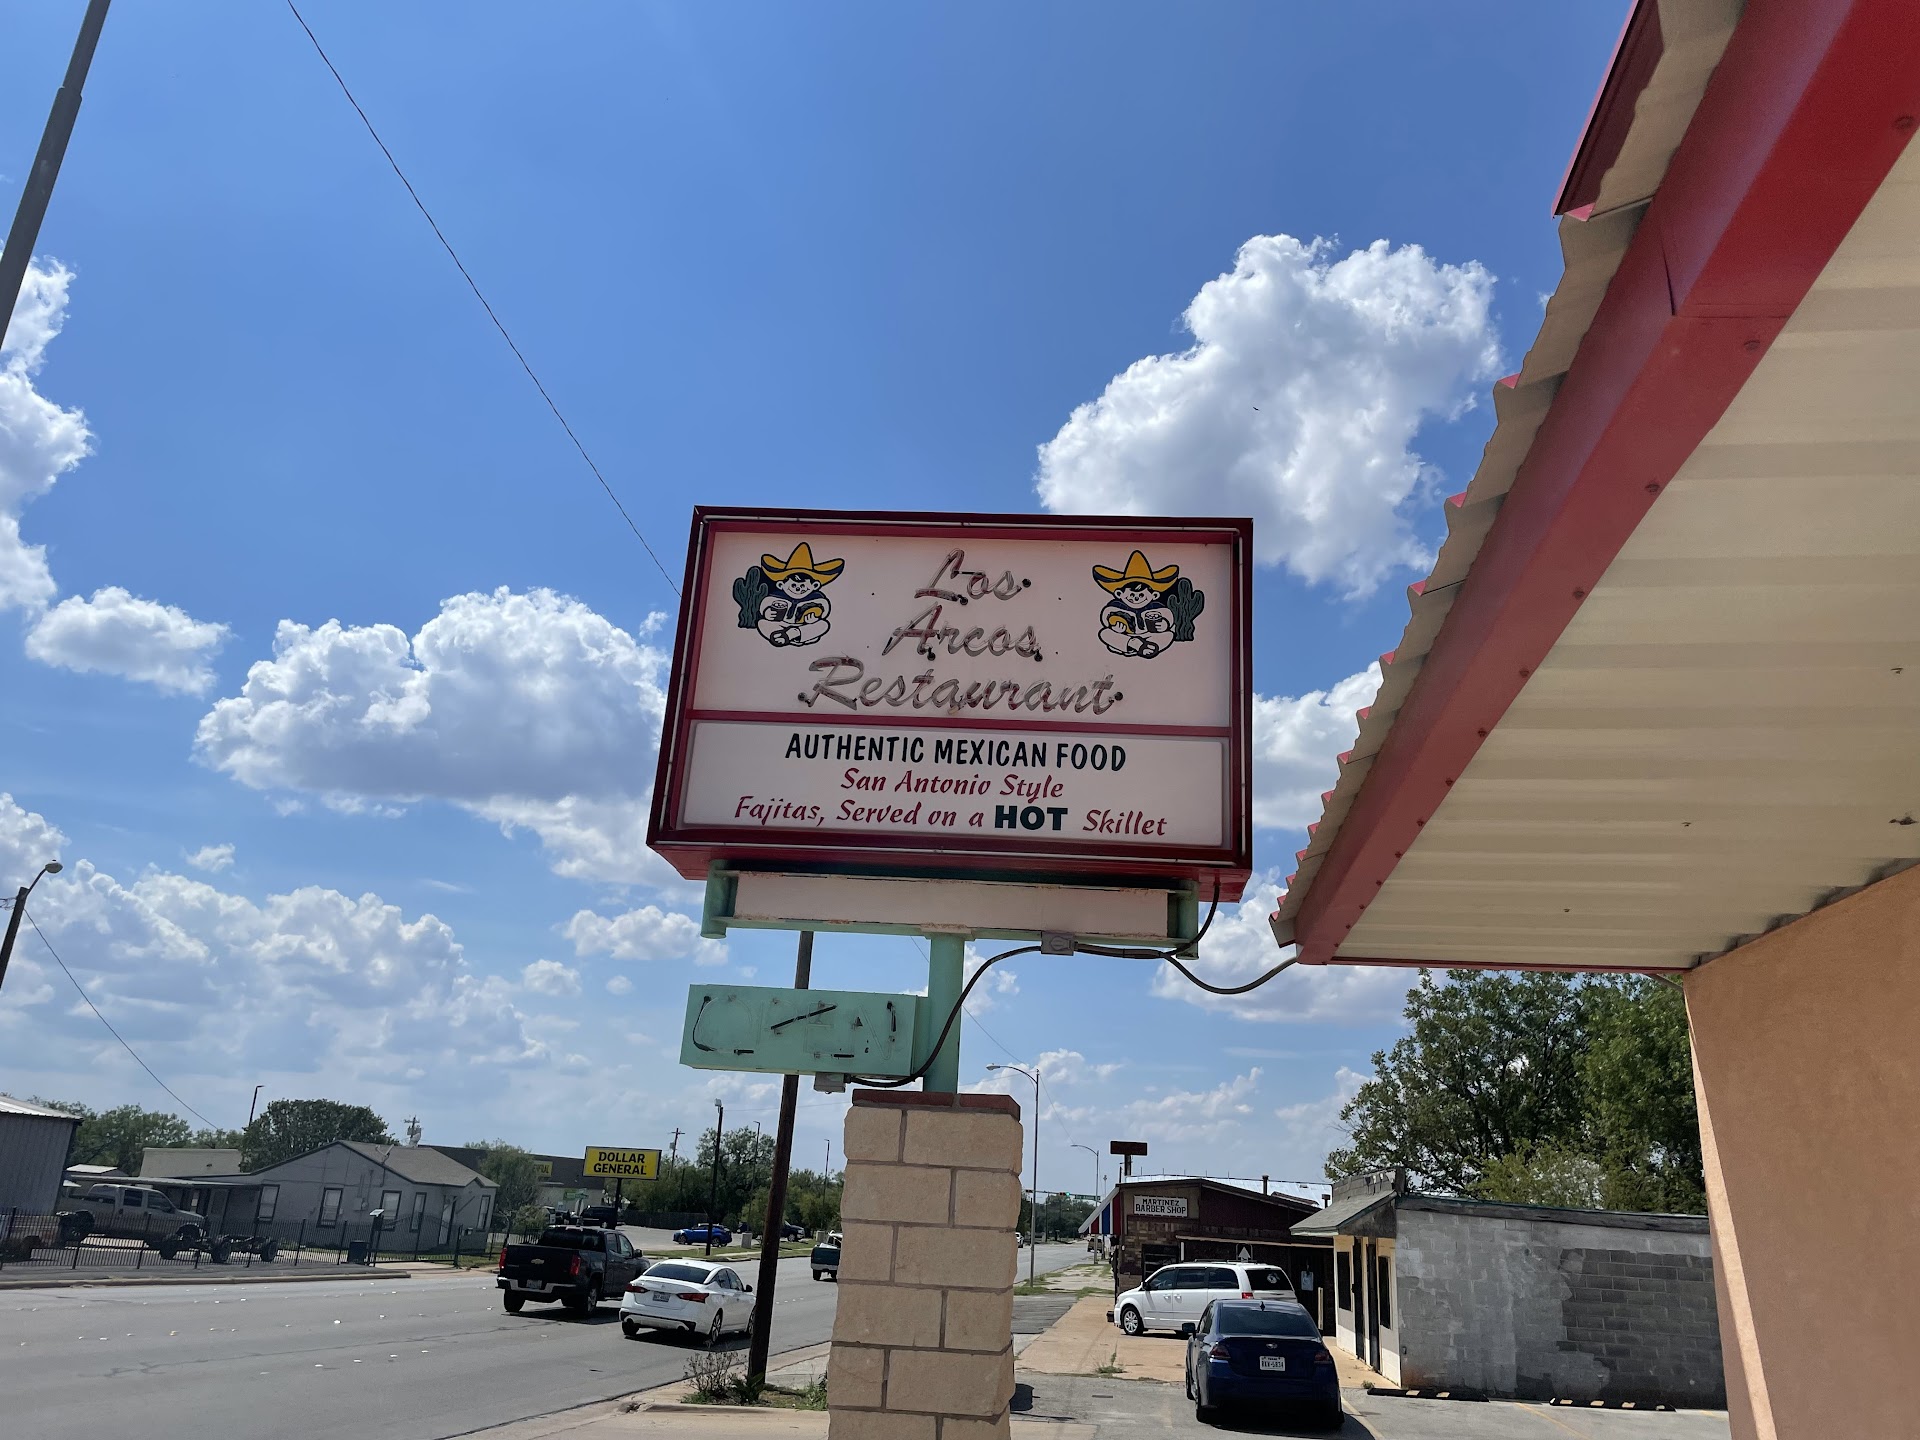 Los
Arcos
Restaurant
AUTHENTIC MEXICAN FOOD
San Antonio Style
Fajitas, Served on a HOT Skillet
DOLLAR
GENERAL
MARTINEZ
BARBER SHOP